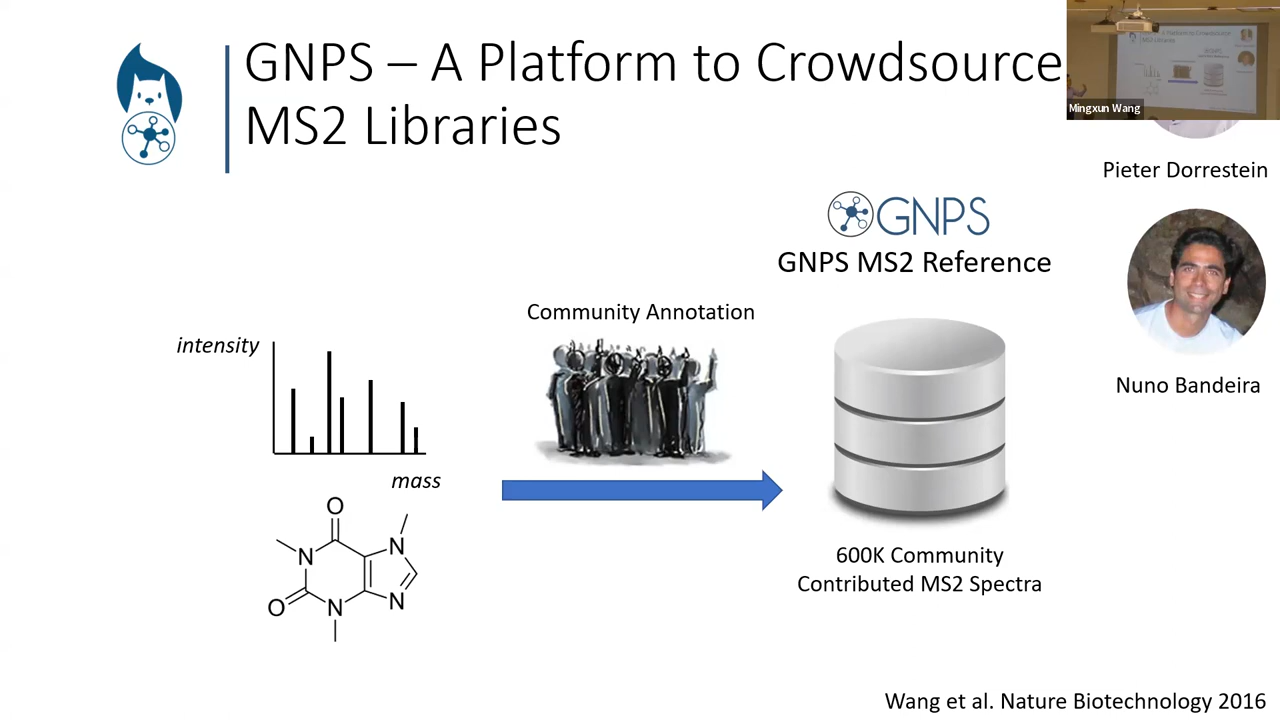 GNPS – A Platform to Crowdsource
MS2 Libraries
Mingxun Wang
Pieter Dorrestein
GNPS
GNPS MS2 Reference
Nuno Bandeira
Community Annotation
intensity
mass
O
N
N
O
N
N
600K Community
Contributed MS2 Spectra
Wang et al. Nature Biotechnology 2016